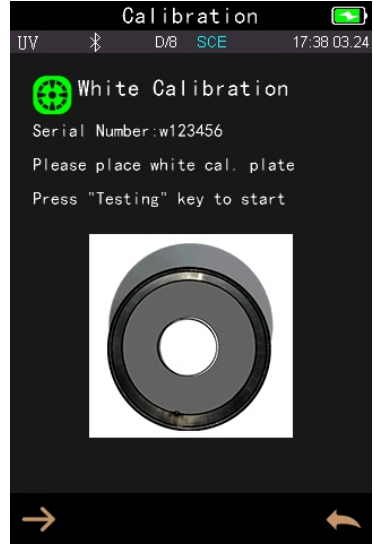 Calibration
UV D/8 SCE 17:38 03.24
White Calibration
Serial Number:w123456
Please place white cal. plate
Press "Testing" key to start